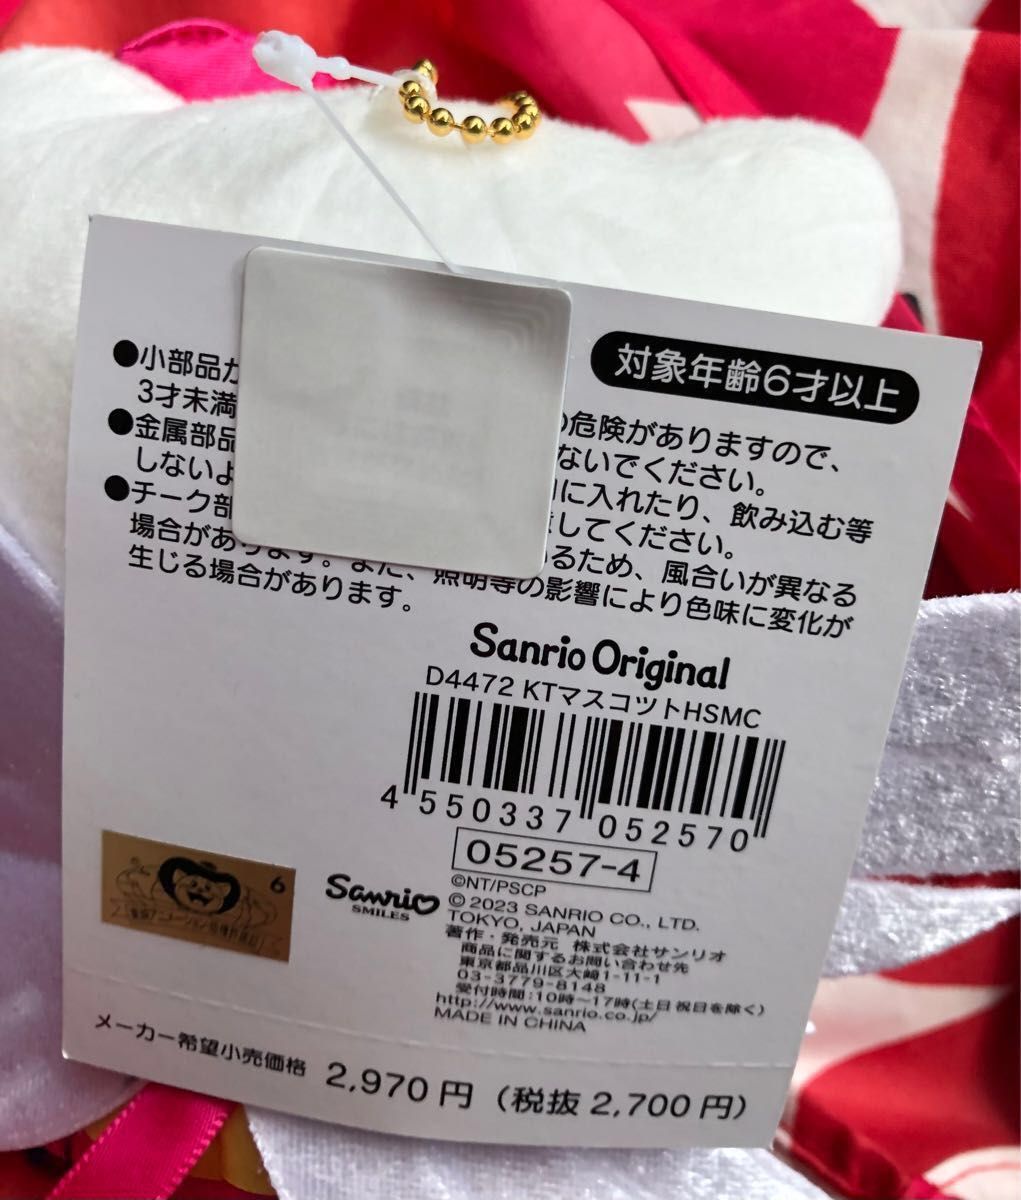 対象年齢6才以上
●小部品が
の危険がありますので、
3才未満
ないでください。
●金属部品
に入れたり、飲み込む等
しないよ
してください。
●チーク部
るため、風合いが異なる
場合があります。また、照明等の影響により色味に変化が
生じる場合があります。
Sanrio Original
D4472 KTマスコツトHSMC
4 550337 052570
05257-4
©NT/PSCP
Sanrio
SMILES
© 2023 SANRIO CO., LTD.
TOKYO, JAPAN
著作・発売元 株式会社サンリオ
商品に関するお問い合わせ先
東京都品川区大崎1-11-1
03-3779-8148
受付時間:10時〜17時(土日祝日を除く)
http://www.sanrio.co.jp/
MADE IN CHINA
6
メーカー希望小売価格 2,970円(税抜2,700円)